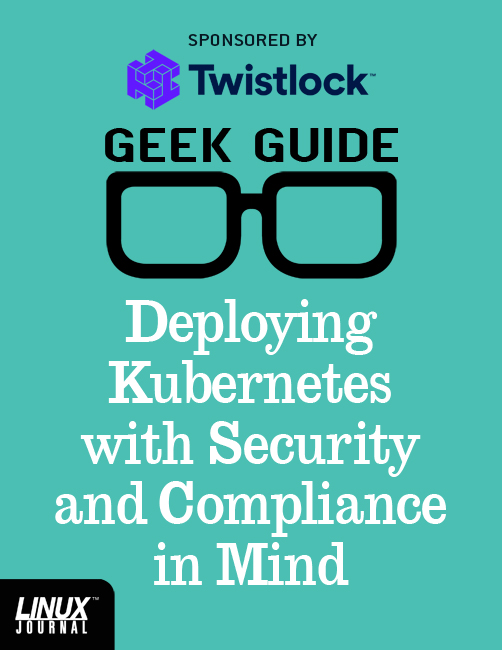 SPONSORED BY
Twistlock™
GEEK GUIDE
Deploying
Kubernetes
with Security
and Compliance
in Mind
LINUX™
JOURNAL